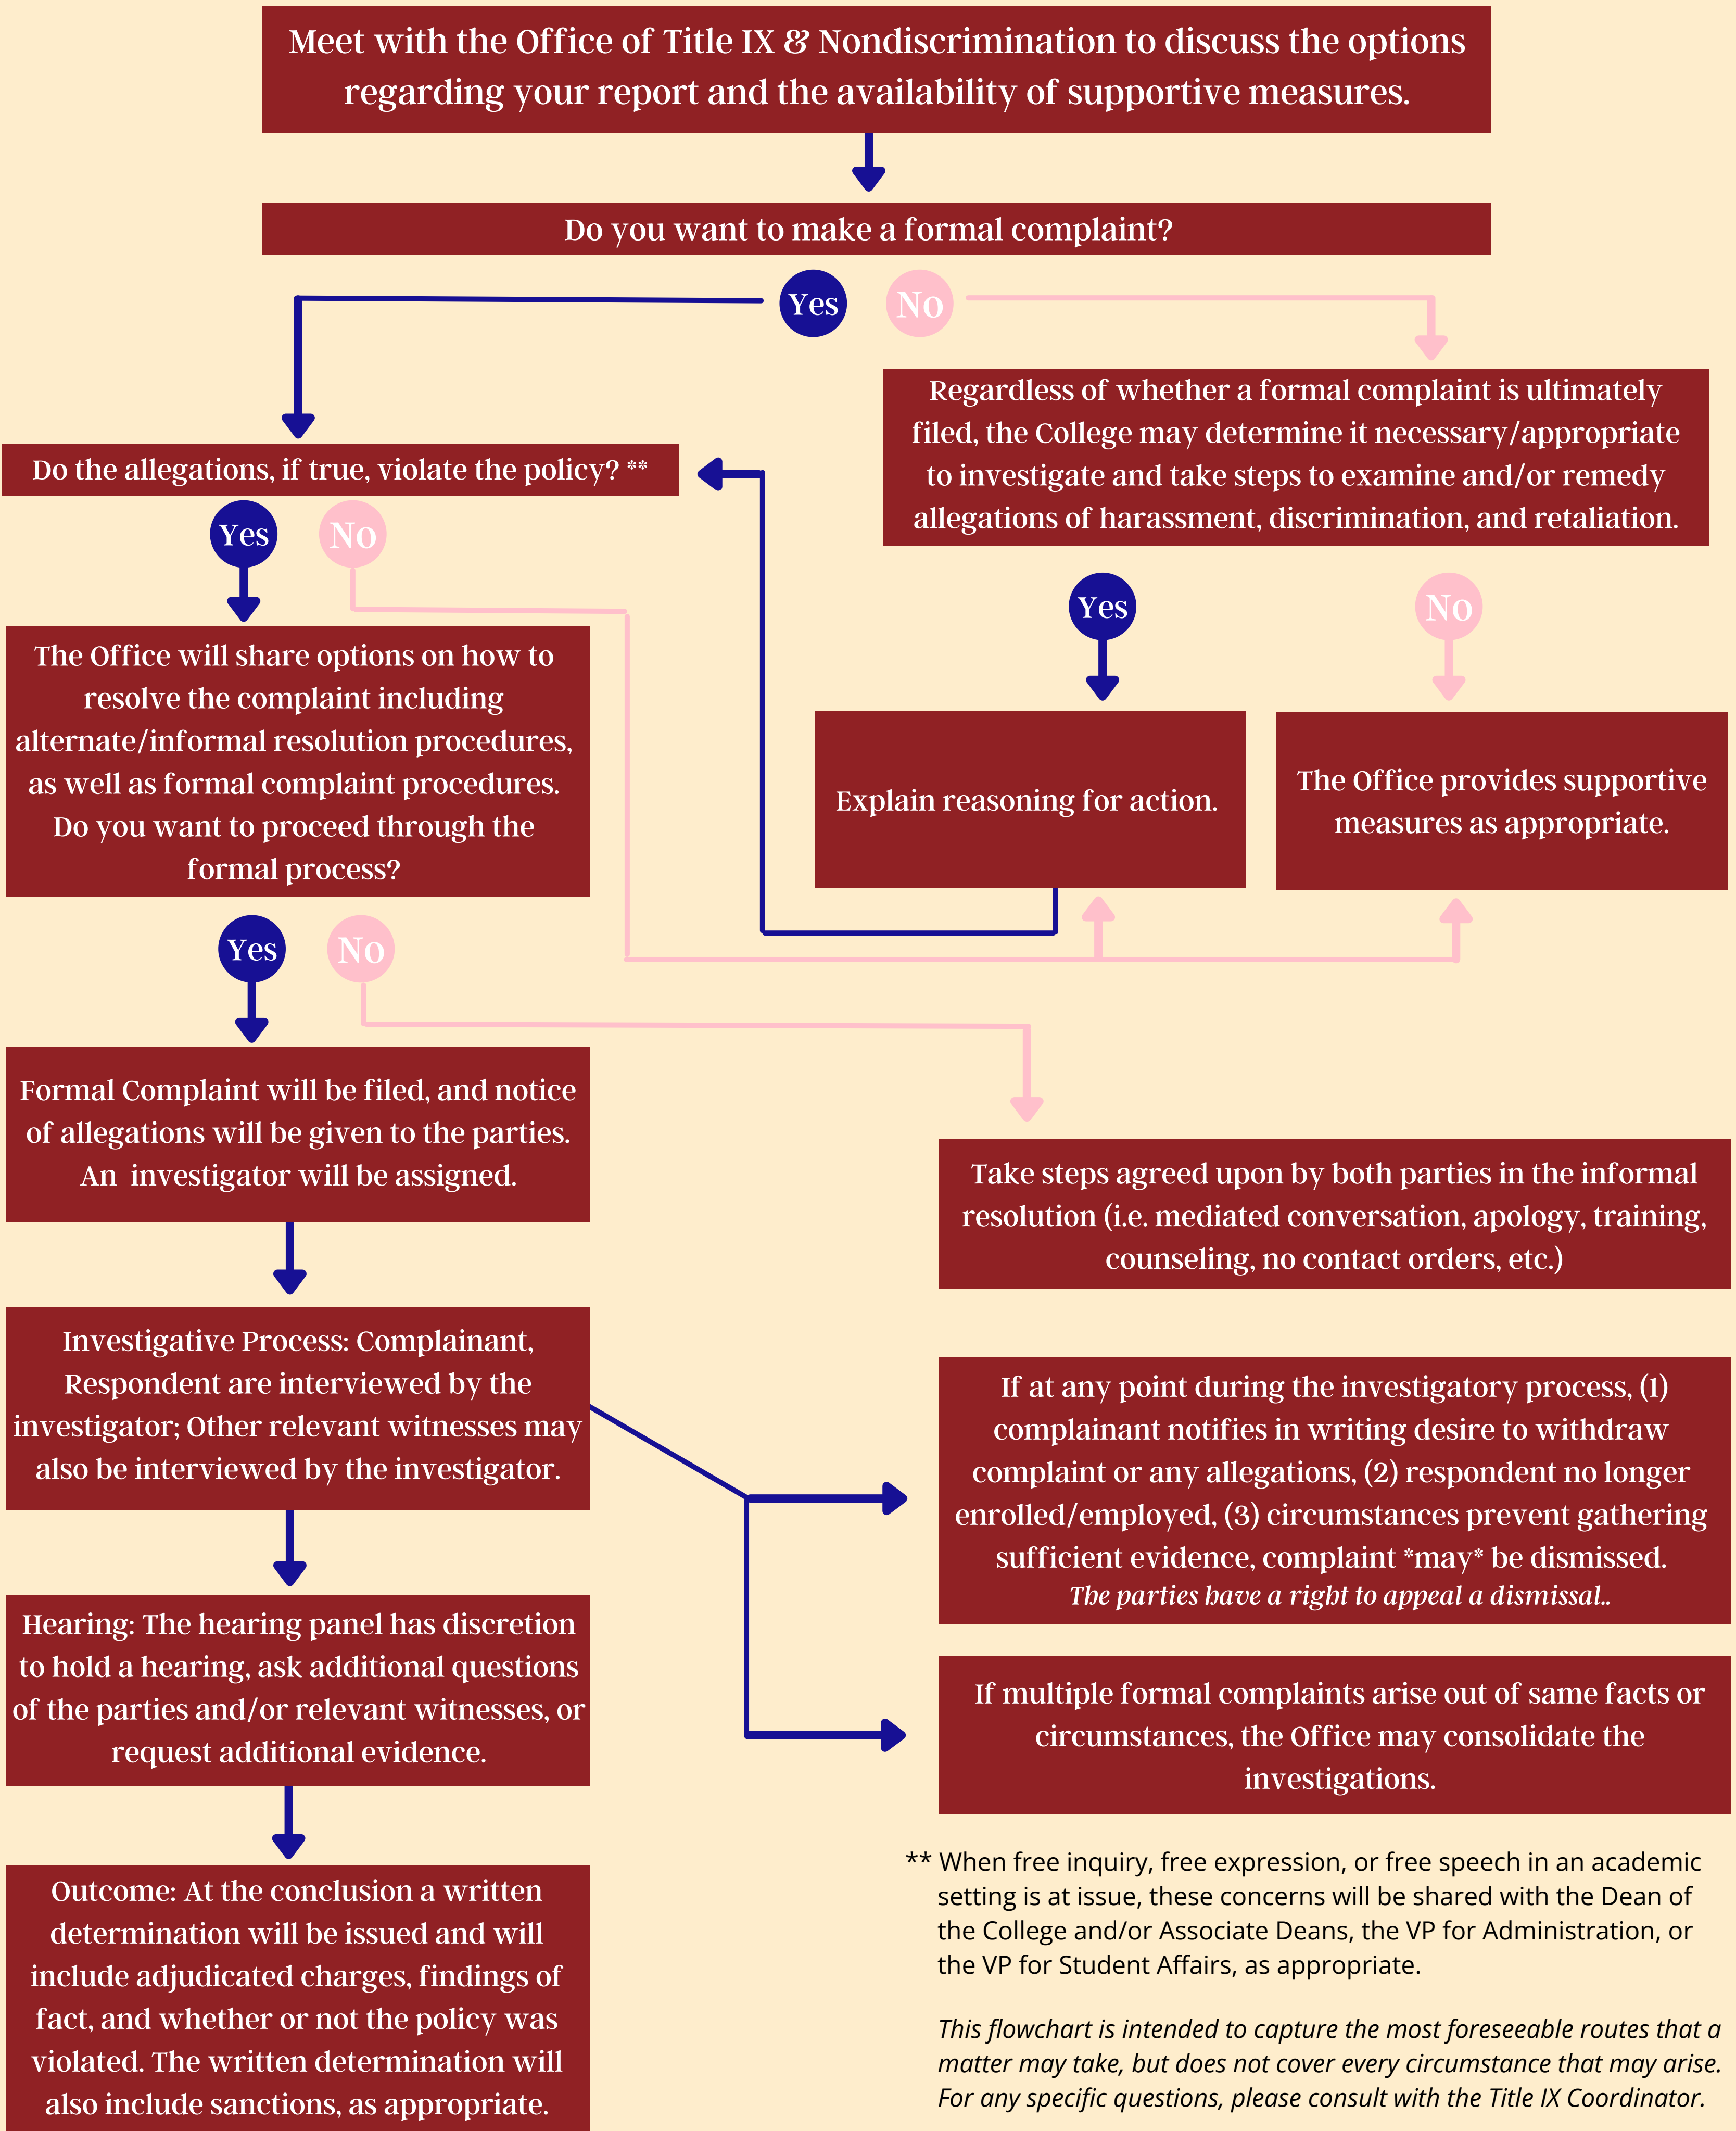 Meet with the Office of Title IX & Nondiscrimination to discuss the options
regarding your report and the availability of supportive measures.
Do you want to make a formal complaint?
Yes
No
Regardless of whether a formal complaint is ultimately
filed, the College may determine it necessary/appropriate
to investigate and take steps to examine and/or remedy
allegations of harassment, discrimination, and retaliation.
Do the allegations, if true, violate the policy? **
Yes
No
Yes
No
The Office will share options on how to
resolve the complaint including
alternate/informal resolution procedures,
as well as formal complaint procedures.
Do you want to proceed through the
formal process?
Explain reasoning for action.
The Office provides supportive
measures as appropriate.
Yes
No
Formal Complaint will be filed, and notice
of allegations will be given to the parties.
An investigator will be assigned.
Take steps agreed upon by both parties in the informal
resolution (i.e. mediated conversation, apology, training,
counseling, no contact orders, etc.)
Investigative Process: Complainant,
Respondent are interviewed by the
investigator; Other relevant witnesses may
also be interviewed by the investigator.
If at any point during the investigatory process, (1)
complainant notifies in writing desire to withdraw
complaint or any allegations, (2) respondent no longer
enrolled/employed, (3) circumstances prevent gathering
sufficient evidence, complaint *may* be dismissed.
The parties have a right to appeal a dismissal..
Hearing: The hearing panel has discretion
to hold a hearing, ask additional questions
of the parties and/or relevant witnesses, or
request additional evidence.
If multiple formal complaints arise out of same facts or
circumstances, the Office may consolidate the
investigations.
Outcome: At the conclusion a written
determination will be issued and will
include adjudicated charges, findings of
fact, and whether or not the policy was
violated. The written determination will
also include sanctions, as appropriate.
** When free inquiry, free expression, or free speech in an academic
setting is at issue, these concerns will be shared with the Dean of
the College and/or Associate Deans, the VP for Administration, or
the VP for Student Affairs, as appropriate.
This flowchart is intended to capture the most foreseeable routes that a
matter may take, but does not cover every circumstance that may arise.
For any specific questions, please consult with the Title IX Coordinator.